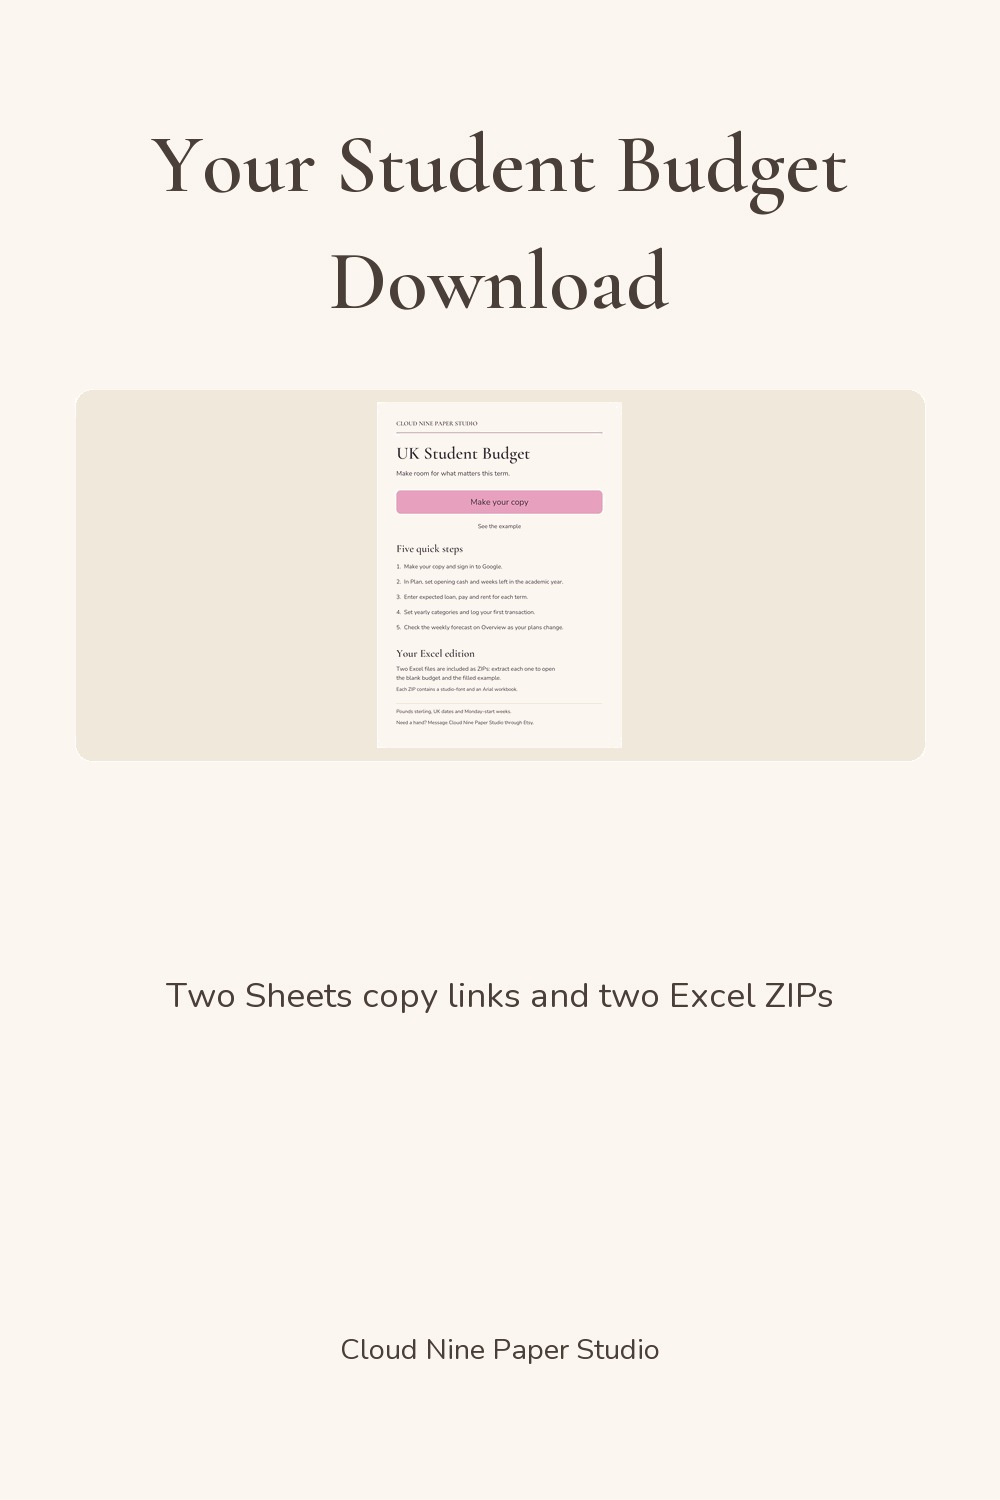 Your Student Budget
Download
CLOUD NINE PAPER STUDIO
UK Student Budget
Make room for what matters this term.
Make your copy
See the example
Five quick steps
1. Make your copy and sign in to Google.
2. In Plan, set opening cash and weeks left in the academic year.
3. Enter expected loan, pay and rent for each term.
4. Set yearly categories and log your first transaction.
5. Check the weekly forecast on Overview as your plans change.
Your Excel edition
Two Excel files are included as ZIPs: extract each one to open
the blank budget and the filled example.
Each ZIP contains a studio-font and an Arial workbook.
Pounds sterling, UK dates and Monday-start weeks.
Need a hand? Message Cloud Nine Paper Studio through Etsy.
Two Sheets copy links and two Excel ZIPs
Cloud Nine Paper Studio